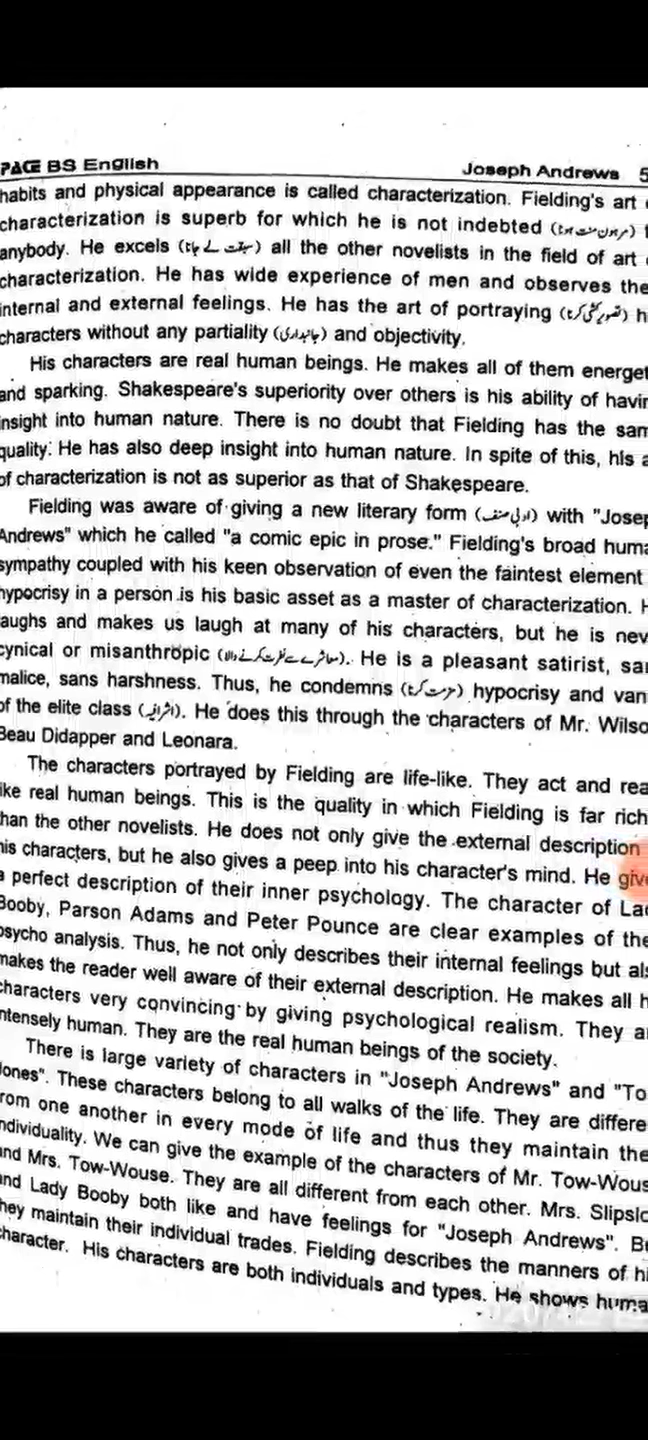 PACE BS English
Joseph Andrews 5
habits and physical appearance is called characterization. Fielding's art
characterization is superb for which he is not indebted (مرہون منت ہونا) t
anybody. He excels (سبقت لے جانا) all the other novelists in the field of art
characterization. He has wide experience of men and observes the
internal and external feelings. He has the art of portraying (تصویر کشی کرنا) h
characters without any partiality (جانبداری) and objectivity.
His characters are real human beings. He makes all of them energet
and sparking. Shakespeare's superiority over others is his ability of havin
insight into human nature. There is no doubt that Fielding has the sam
quality. He has also deep insight into human nature. In spite of this, his a
of characterization is not as superior as that of Shakespeare.
Fielding was aware of giving a new literary form (ادبی صنف) with "Josep
Andrews" which he called "a comic epic in prose." Fielding's broad huma
sympathy coupled with his keen observation of even the faintest element
hypocrisy in a person is his basic asset as a master of characterization. H
laughs and makes us laugh at many of his characters, but he is nev
cynical or misanthropic (معاشرے سے نفرت کرنے والا). He is a pleasant satirist, san
malice, sans harshness. Thus, he condemns (مذمت کرنا) hypocrisy and van
of the elite class (اشرافیہ). He does this through the characters of Mr. Wilso
Beau Didapper and Leonara.
The characters portrayed by Fielding are life-like. They act and rea
like real human beings. This is the quality in which Fielding is far rich
than the other novelists. He does not only give the external description
his characters, but he also gives a peep into his character's mind. He give
a perfect description of their inner psychology. The character of Lad
Booby, Parson Adams and Peter Pounce are clear examples of the
psycho analysis. Thus, he not only describes their internal feelings but als
makes the reader well aware of their external description. He makes all h
characters very convincing by giving psychological realism. They ar
intensely human. They are the real human beings of the society.
There is large variety of characters in "Joseph Andrews" and "To
Jones". These characters belong to all walks of the life. They are differe
from one another in every mode of life and thus they maintain the
individuality. We can give the example of the characters of Mr. Tow-Wous
and Mrs. Tow-Wouse. They are all different from each other. Mrs. Slipslo
and Lady Booby both like and have feelings for "Joseph Andrews". Bu
they maintain their individual trades. Fielding describes the manners of hi
character. His characters are both individuals and types. He shows huma